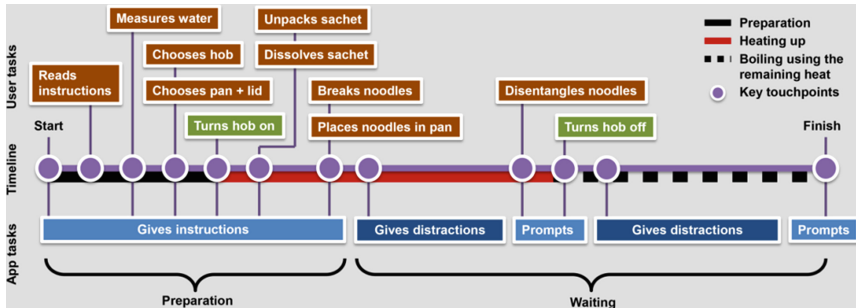 Measures water
Unpacks sachet
Preparation
Heating up
Boiling using the
remaining heat
Key touchpoints
Chooses hob
Dissolves sachet
Reads
instructions
Chooses pan + lid
Breaks noodles
Disentangles noodles
Start
Turns hob on
Places noodles in pan
Turns hob off
Finish
User tasks
Timeline
App tasks
Gives instructions
Gives distractions
Prompts
Gives distractions
Prompts
Preparation
Waiting